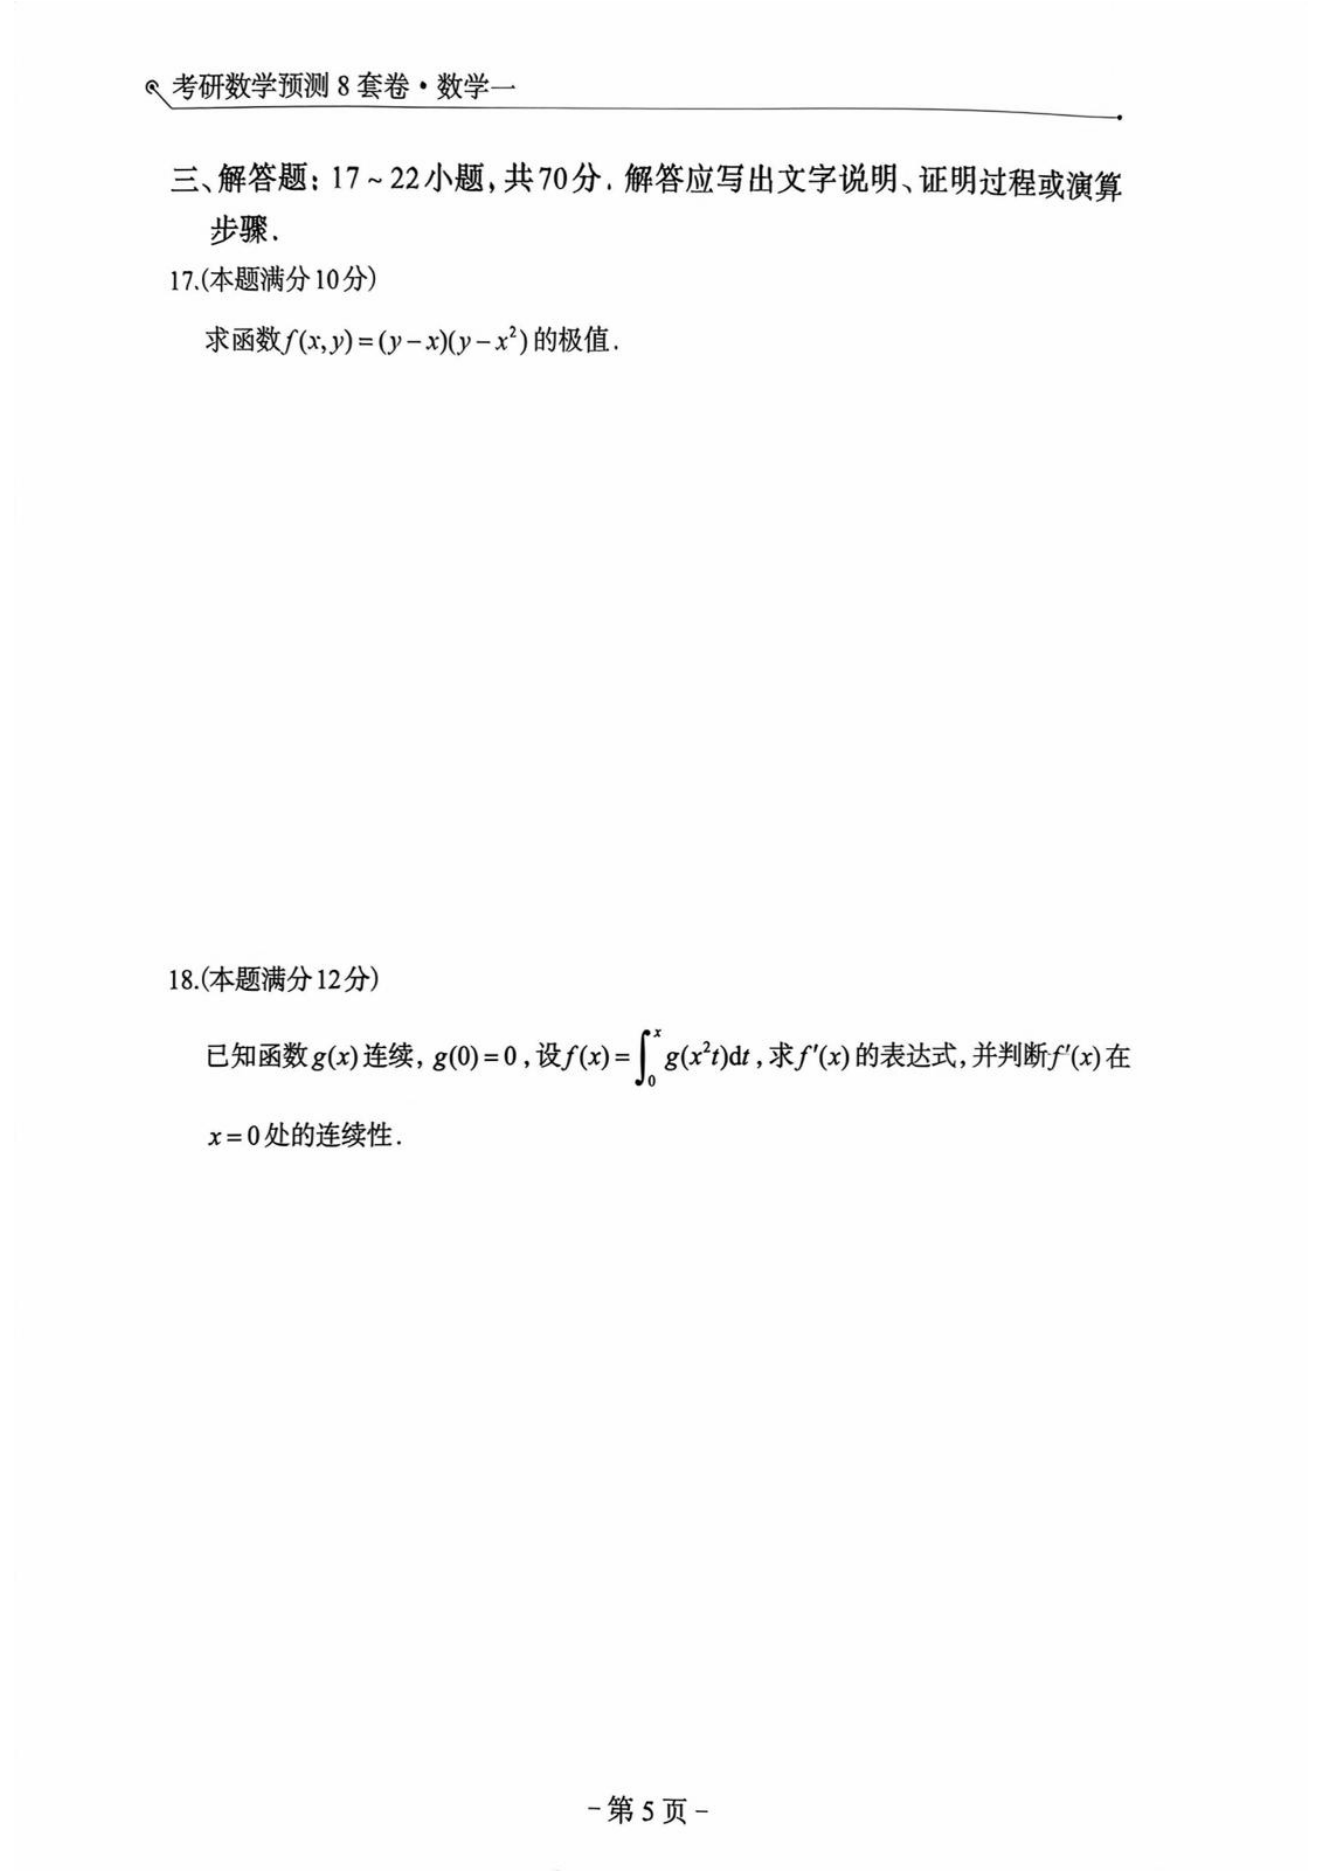 考研数学预测 8 套卷·数学一
三、解答题：17～22小题，共70分．解答应写出文字说明、证明过程或演算
步骤．
17.(本题满分10分)
求函数f(x,y)=(y−x)(y−x²)的极值．
18.(本题满分12分)
已知函数g(x)连续，g(0)=0，设f(x)=∫₀ˣg(x²t)dt，求f′(x)的表达式，并判断f′(x)在
x=0处的连续性．
−第 5 页−